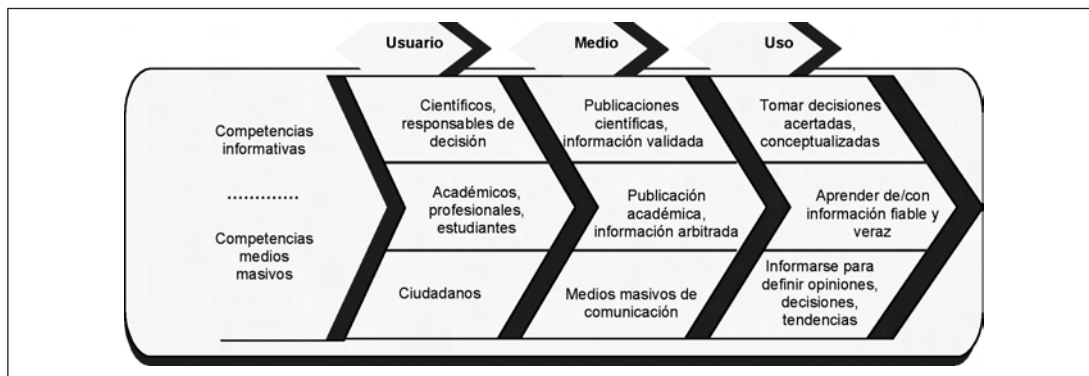 Usuario
Medio
Uso
Competencias
informativas
.............
Competencias
medios
masivos
Científicos,
responsables de
decisión
Publicaciones
científicas,
información validada
Tomar decisiones
acertadas,
conceptualizadas
Académicos,
profesionales,
estudiantes
Publicación
académica,
información arbitrada
Aprender de/con
información fiable y
veraz
Ciudadanos
Medios masivos de
comunicación
Informarse para
definir opiniones,
decisiones,
tendencias